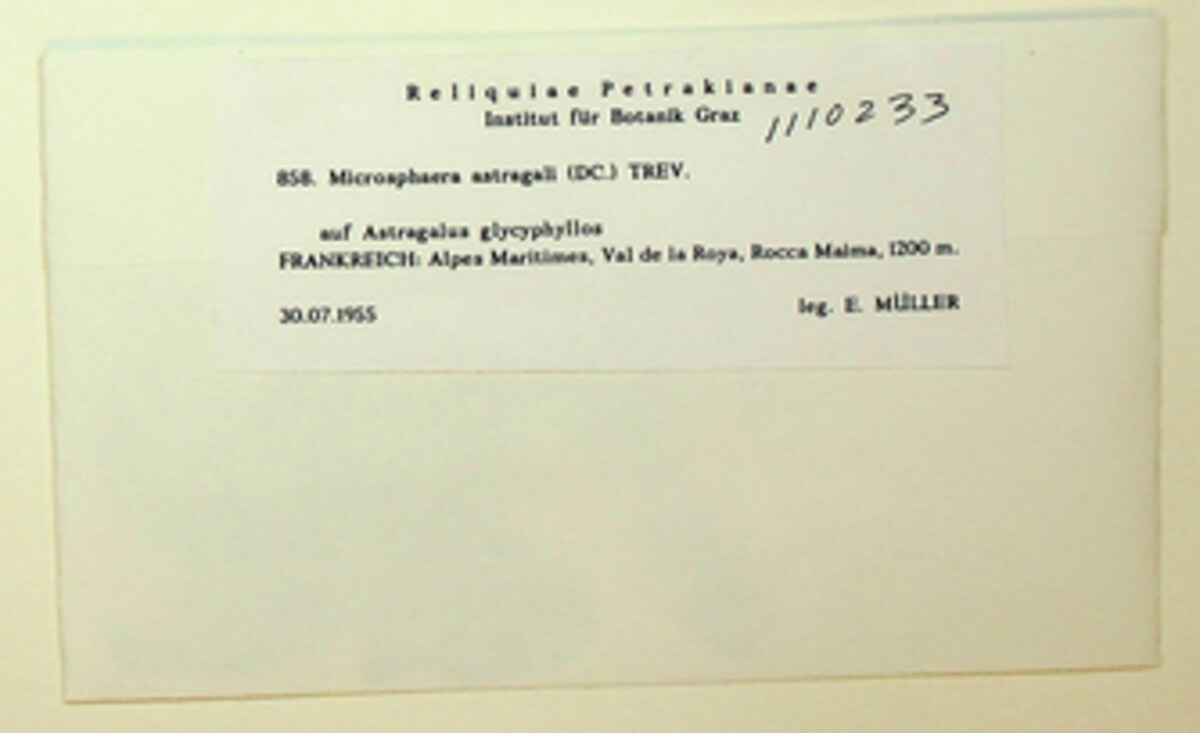 Reliquiae Petrakianae
Institut für Botanik Graz
1110233
858. Microsphaera astragali (DC.) TREV.
auf Astragalus glycyphyllos
FRANKREICH: Alpes Maritimes, Val de la Roya, Rocca Maima, 1200 m.
30.07.1955 leg. E. MÜLLER